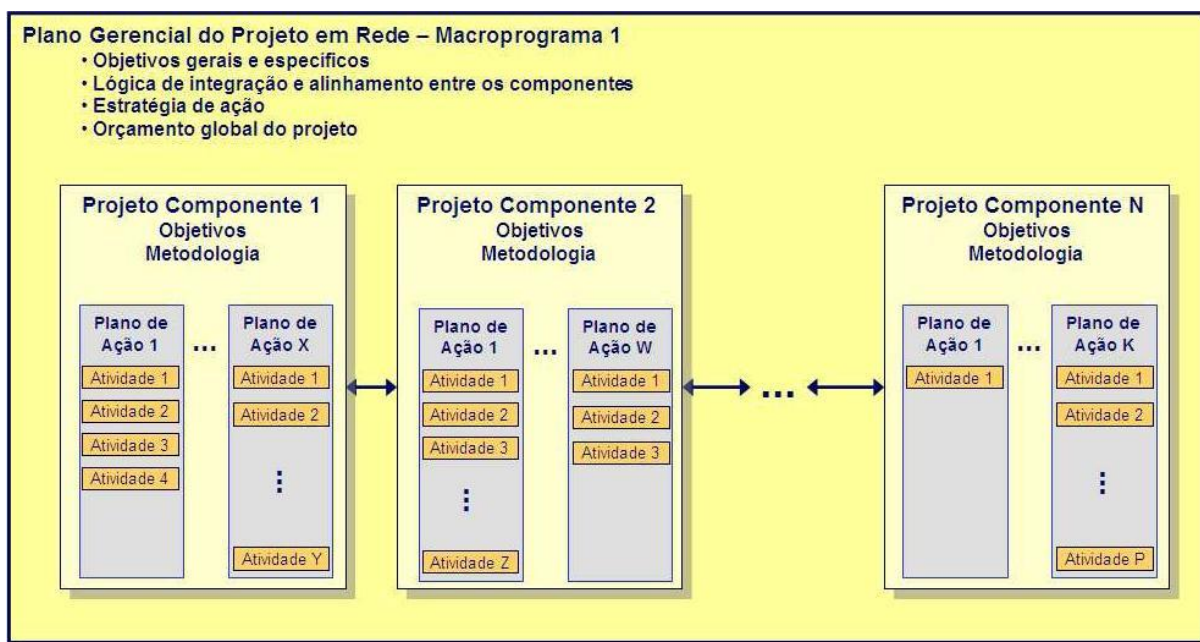 Plano Gerencial do Projeto em Rede – Macroprograma 1
• Objetivos gerais e específicos
• Lógica de integração e alinhamento entre os componentes
• Estratégia de ação
• Orçamento global do projeto
Projeto Componente 1
Objetivos
Metodologia
Plano de
Ação 1
Atividade 1
Atividade 2
Atividade 3
Atividade 4
...
Plano de
Ação X
Atividade 1
Atividade 2
...
Atividade Y
Projeto Componente 2
Objetivos
Metodologia
Plano de
Ação 1
Atividade 1
Atividade 2
Atividade 3
...
Atividade Z
...
Plano de
Ação W
Atividade 1
Atividade 2
Atividade 3
...
Projeto Componente N
Objetivos
Metodologia
Plano de
Ação 1
Atividade 1
...
Plano de
Ação K
Atividade 1
Atividade 2
...
Atividade P